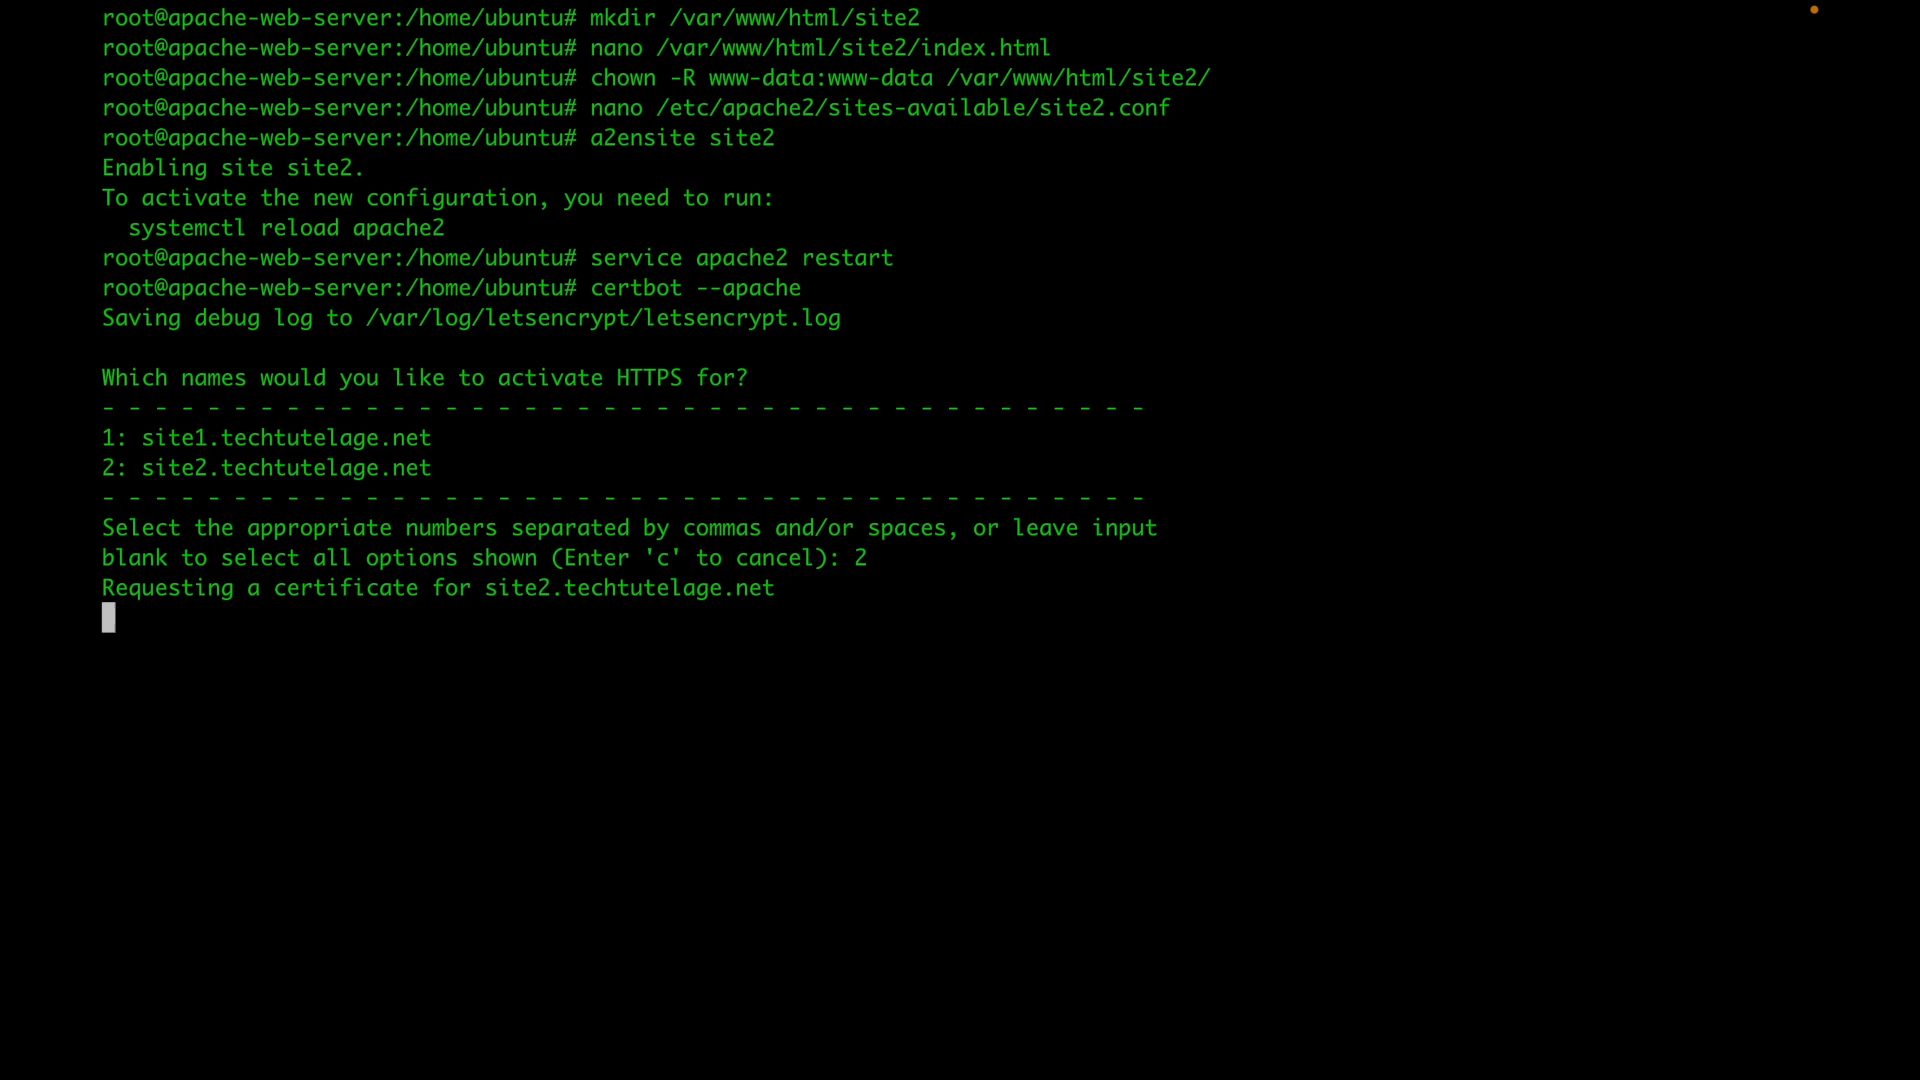 root@apache-web-server:/home/ubuntu# mkdir /var/www/html/site2
root@apache-web-server:/home/ubuntu# nano /var/www/html/site2/index.html
root@apache-web-server:/home/ubuntu# chown -R www-data:www-data /var/www/html/site2/
root@apache-web-server:/home/ubuntu# nano /etc/apache2/sites-available/site2.conf
root@apache-web-server:/home/ubuntu# a2ensite site2
Enabling site site2.
To activate the new configuration, you need to run:
  systemctl reload apache2
root@apache-web-server:/home/ubuntu# service apache2 restart
root@apache-web-server:/home/ubuntu# certbot --apache
Saving debug log to /var/log/letsencrypt/letsencrypt.log

Which names would you like to activate HTTPS for?
- - - - - - - - - - - - - - - - - - - - - - - - - - - - - - - - - - - - - - - -
1: site1.techtutelage.net
2: site2.techtutelage.net
- - - - - - - - - - - - - - - - - - - - - - - - - - - - - - - - - - - - - - - -
Select the appropriate numbers separated by commas and/or spaces, or leave input
blank to select all options shown (Enter 'c' to cancel): 2
Requesting a certificate for site2.techtutelage.net